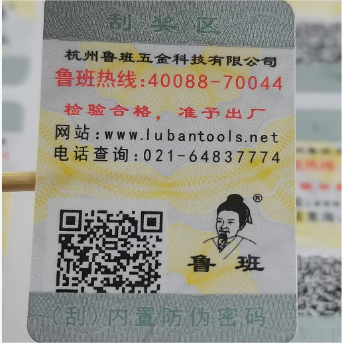 刮奖区
杭州鲁班五金科技有限公司
鲁班热线:40088-70044
检验合格，准予出厂
网站:www.lubantools.net
电话查询:021-64837774
®
鲁班
(刮)内置防伪密码